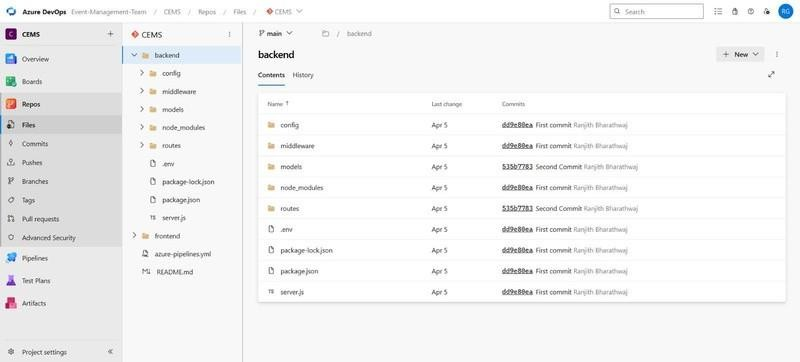 Azure DevOps Event-Management-Team / CEMS / Repos / Files / CEMS Search RG
CEMS
Overview
Boards
Repos
Files
Commits
Pushes
Branches
Tags
Pull requests
Advanced Security
Pipelines
Test Plans
Artifacts
Project settings
CEMS
backend
config
middleware
models
node_modules
routes
.env
package-lock.json
package.json
TS server.js
frontend
azure-pipelines.yml
M↓ README.md
main / backend
backend
New
Contents History
Name ↑ Last change Commits
config Apr 5 dd9e80ea First commit Ranjith Bharathwaj
middleware Apr 5 dd9e80ea First commit Ranjith Bharathwaj
models Apr 5 535b7783 Second Commit Ranjith Bharathwaj
node_modules Apr 5 dd9e80ea First commit Ranjith Bharathwaj
routes Apr 5 535b7783 Second Commit Ranjith Bharathwaj
.env Apr 5 dd9e80ea First commit Ranjith Bharathwaj
package-lock.json Apr 5 dd9e80ea First commit Ranjith Bharathwaj
package.json Apr 5 dd9e80ea First commit Ranjith Bharathwaj
TS server.js Apr 5 dd9e80ea First commit Ranjith Bharathwaj